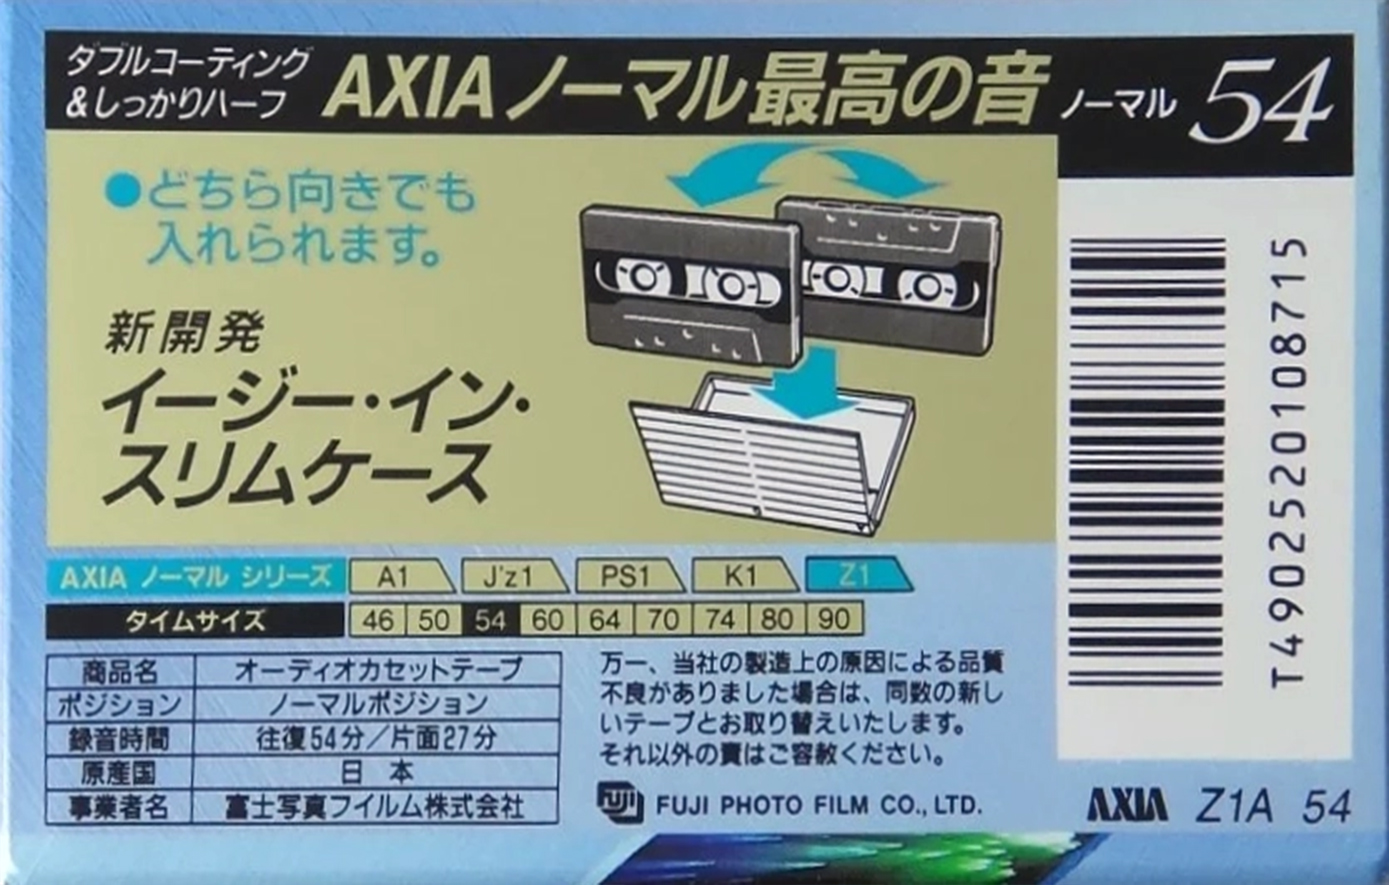 ダブルコーティング
&しっかりハーフ
AXIAノーマル最高の音
ノーマル 54
●どちら向きでも
入れられます。
新開発
イージー・イン・
スリムケース
T4902520108715
AXIA ノーマル シリーズ A1 J'z1 PS1 K1 Z1
タイムサイズ 46 50 54 60 64 70 74 80 90
商品名 オーディオカセットテープ
ポジション ノーマルポジション
録音時間 往復54分/片面27分
原産国 日 本
事業者名 富士写真フイルム株式会社
万一、当社の製造上の原因による品質
不良がありました場合は、同数の新し
いテープとお取り替えいたします。
それ以外の責はご容赦ください。
FUJI FUJI PHOTO FILM CO., LTD.
AXIA Z1A 54